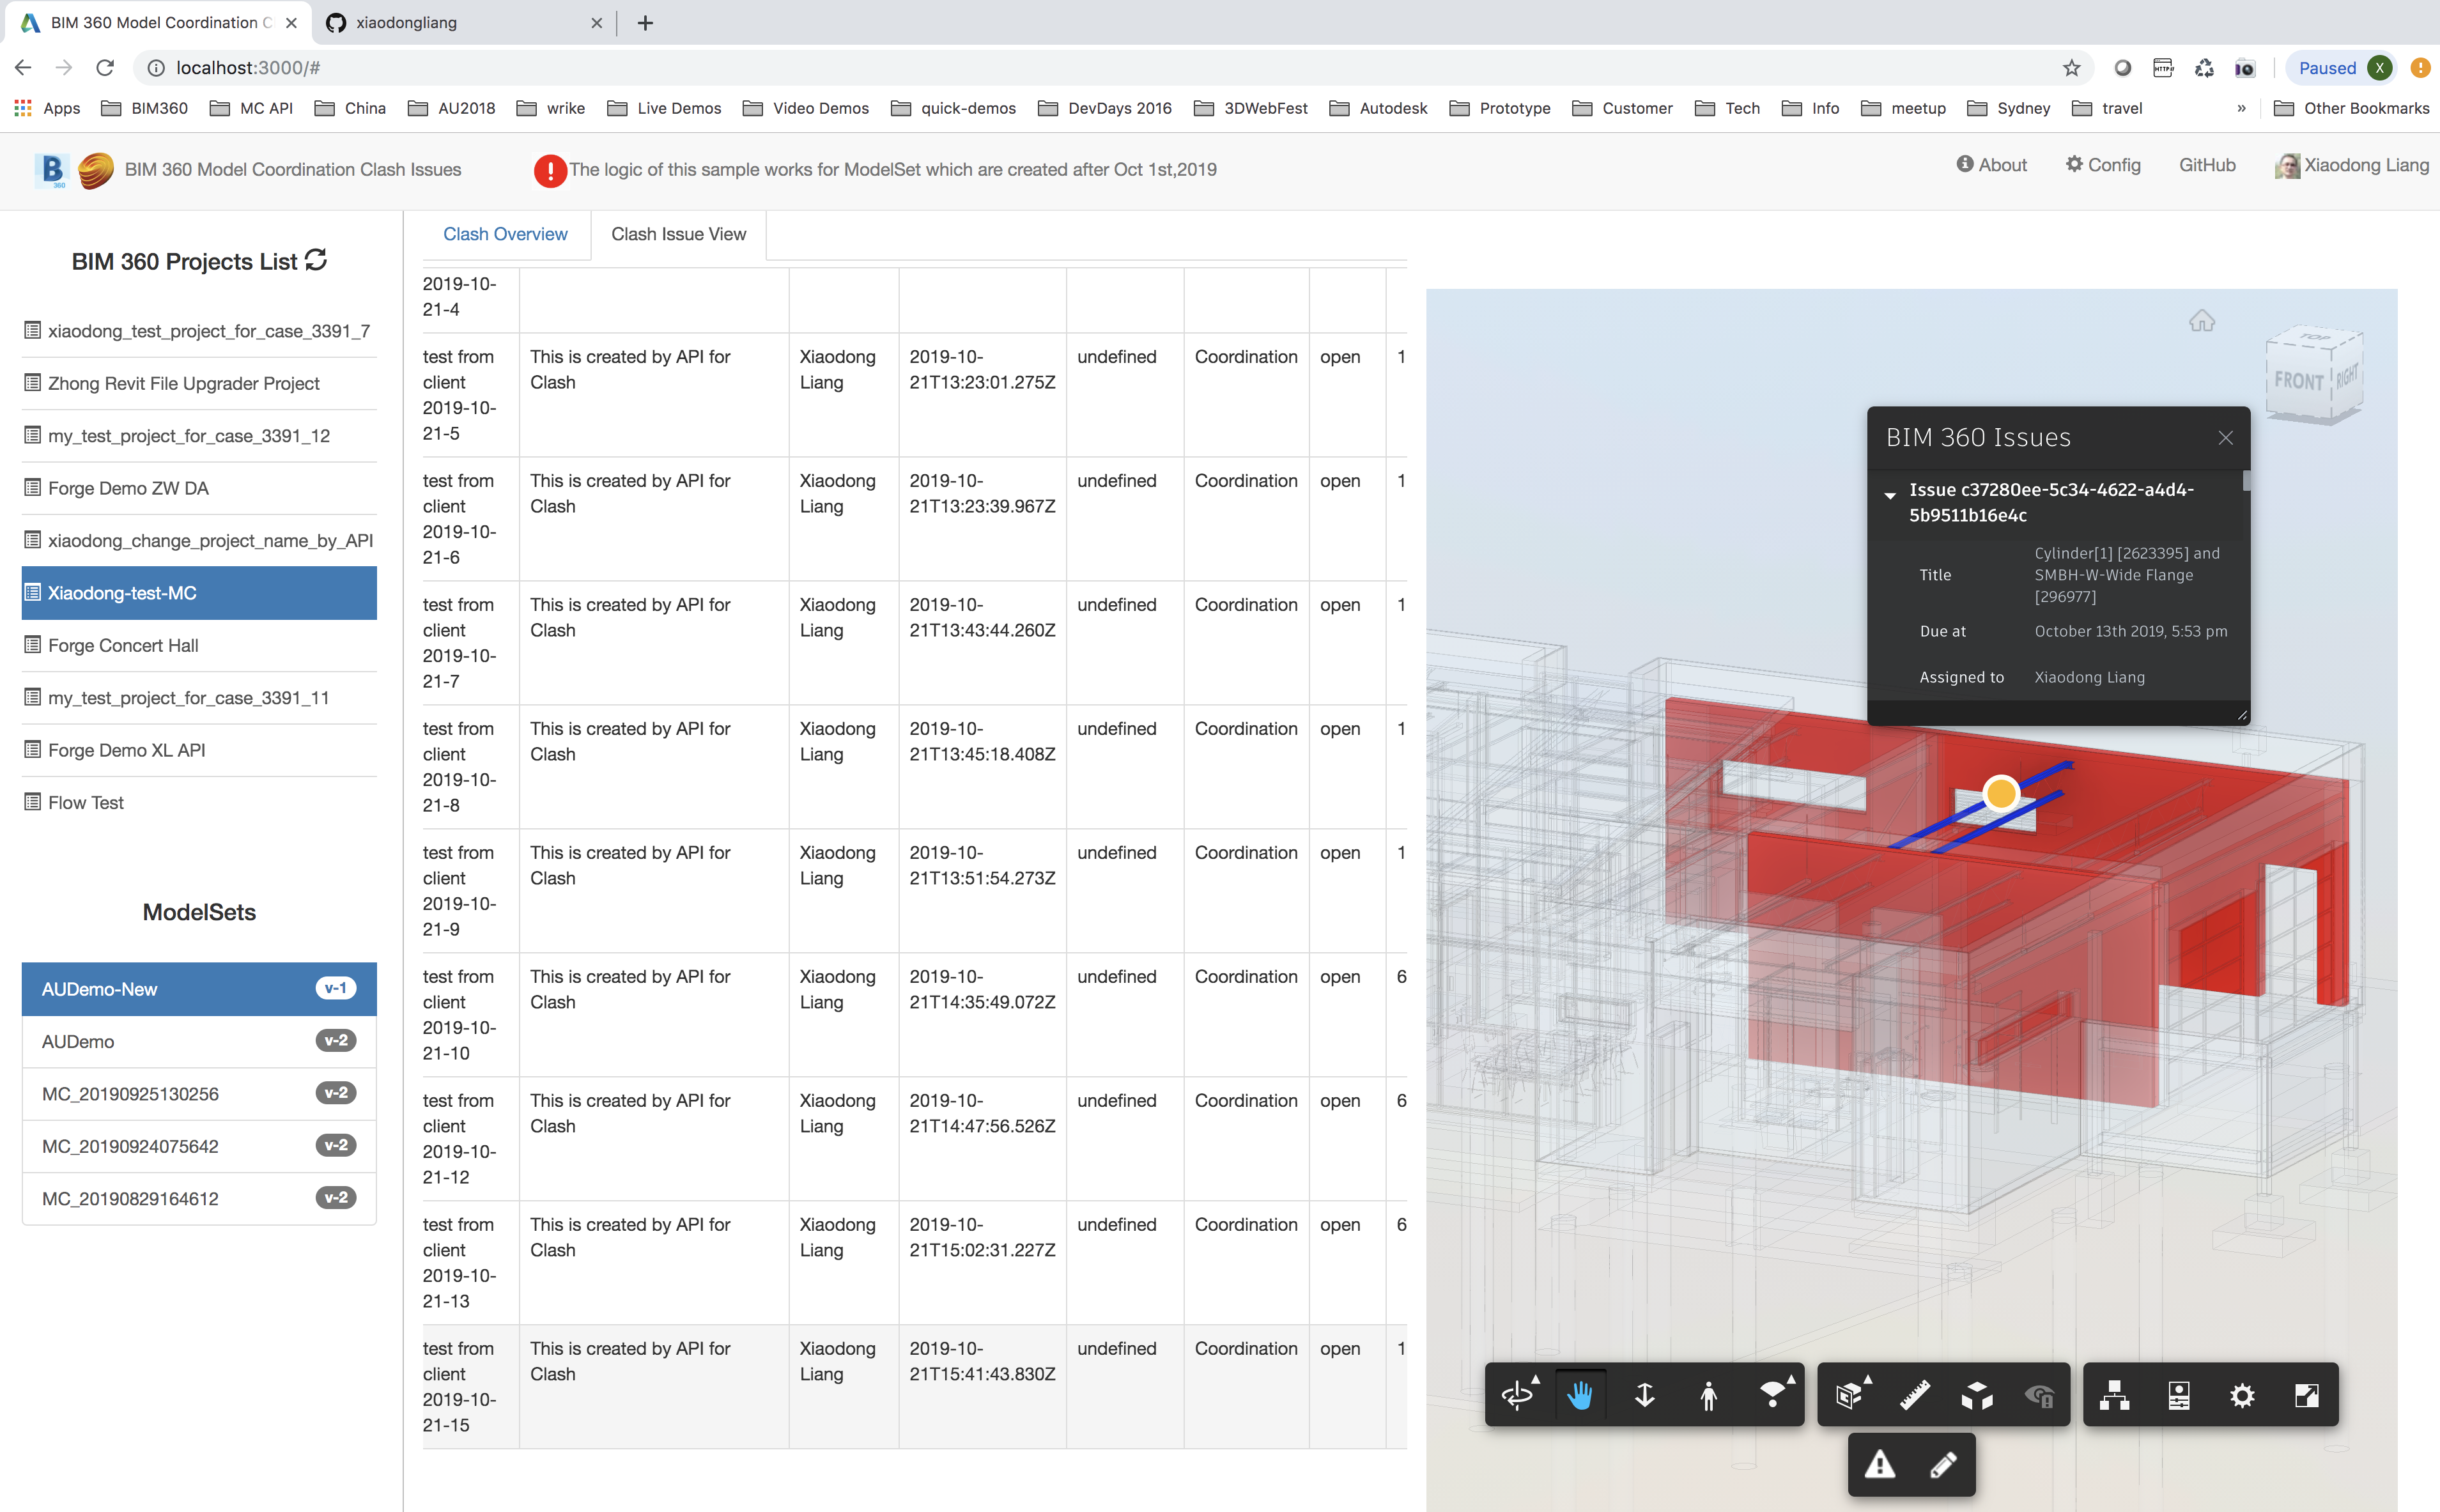 BIM 360 Model Coordination C
xiaodongliang
localhost:3000/#
Paused X
Apps BIM360 MC API China AU2018 wrike Live Demos Video Demos quick-demos DevDays 2016 3DWebFest Autodesk Prototype Customer Tech Info meetup Sydney travel » Other Bookmarks
B 360 BIM 360 Model Coordination Clash Issues
The logic of this sample works for ModelSet which are created after Oct 1st,2019
About Config GitHub Xiaodong Liang
BIM 360 Projects List
xiaodong_test_project_for_case_3391_7
Zhong Revit File Upgrader Project
my_test_project_for_case_3391_12
Forge Demo ZW DA
xiaodong_change_project_name_by_API
Xiaodong-test-MC
Forge Concert Hall
my_test_project_for_case_3391_11
Forge Demo XL API
Flow Test
ModelSets
AUDemo-New v-1
AUDemo v-2
MC_20190925130256 v-2
MC_20190924075642 v-2
MC_20190829164612 v-2
Clash Overview Clash Issue View
2019-10-
21-4
test from This is created by API for Xiaodong 2019-10- undefined Coordination open 1
client Clash Liang 21T13:23:01.275Z
2019-10-
21-5
test from This is created by API for Xiaodong 2019-10- undefined Coordination open 1
client Clash Liang 21T13:23:39.967Z
2019-10-
21-6
test from This is created by API for Xiaodong 2019-10- undefined Coordination open 1
client Clash Liang 21T13:43:44.260Z
2019-10-
21-7
test from This is created by API for Xiaodong 2019-10- undefined Coordination open 1
client Clash Liang 21T13:45:18.408Z
2019-10-
21-8
test from This is created by API for Xiaodong 2019-10- undefined Coordination open 1
client Clash Liang 21T13:51:54.273Z
2019-10-
21-9
test from This is created by API for Xiaodong 2019-10- undefined Coordination open 6
client Clash Liang 21T14:35:49.072Z
2019-10-
21-10
test from This is created by API for Xiaodong 2019-10- undefined Coordination open 6
client Clash Liang 21T14:47:56.526Z
2019-10-
21-12
test from This is created by API for Xiaodong 2019-10- undefined Coordination open 6
client Clash Liang 21T15:02:31.227Z
2019-10-
21-13
test from This is created by API for Xiaodong 2019-10- undefined Coordination open 1
client Clash Liang 21T15:41:43.830Z
2019-10-
21-15
TOP
FRONT RIGHT
BIM 360 Issues
Issue c37280ee-5c34-4622-a4d4-
5b9511b16e4c
Title Cylinder[1] [2623395] and
SMBH-W-Wide Flange
[296977]
Due at October 13th 2019, 5:53 pm
Assigned to Xiaodong Liang